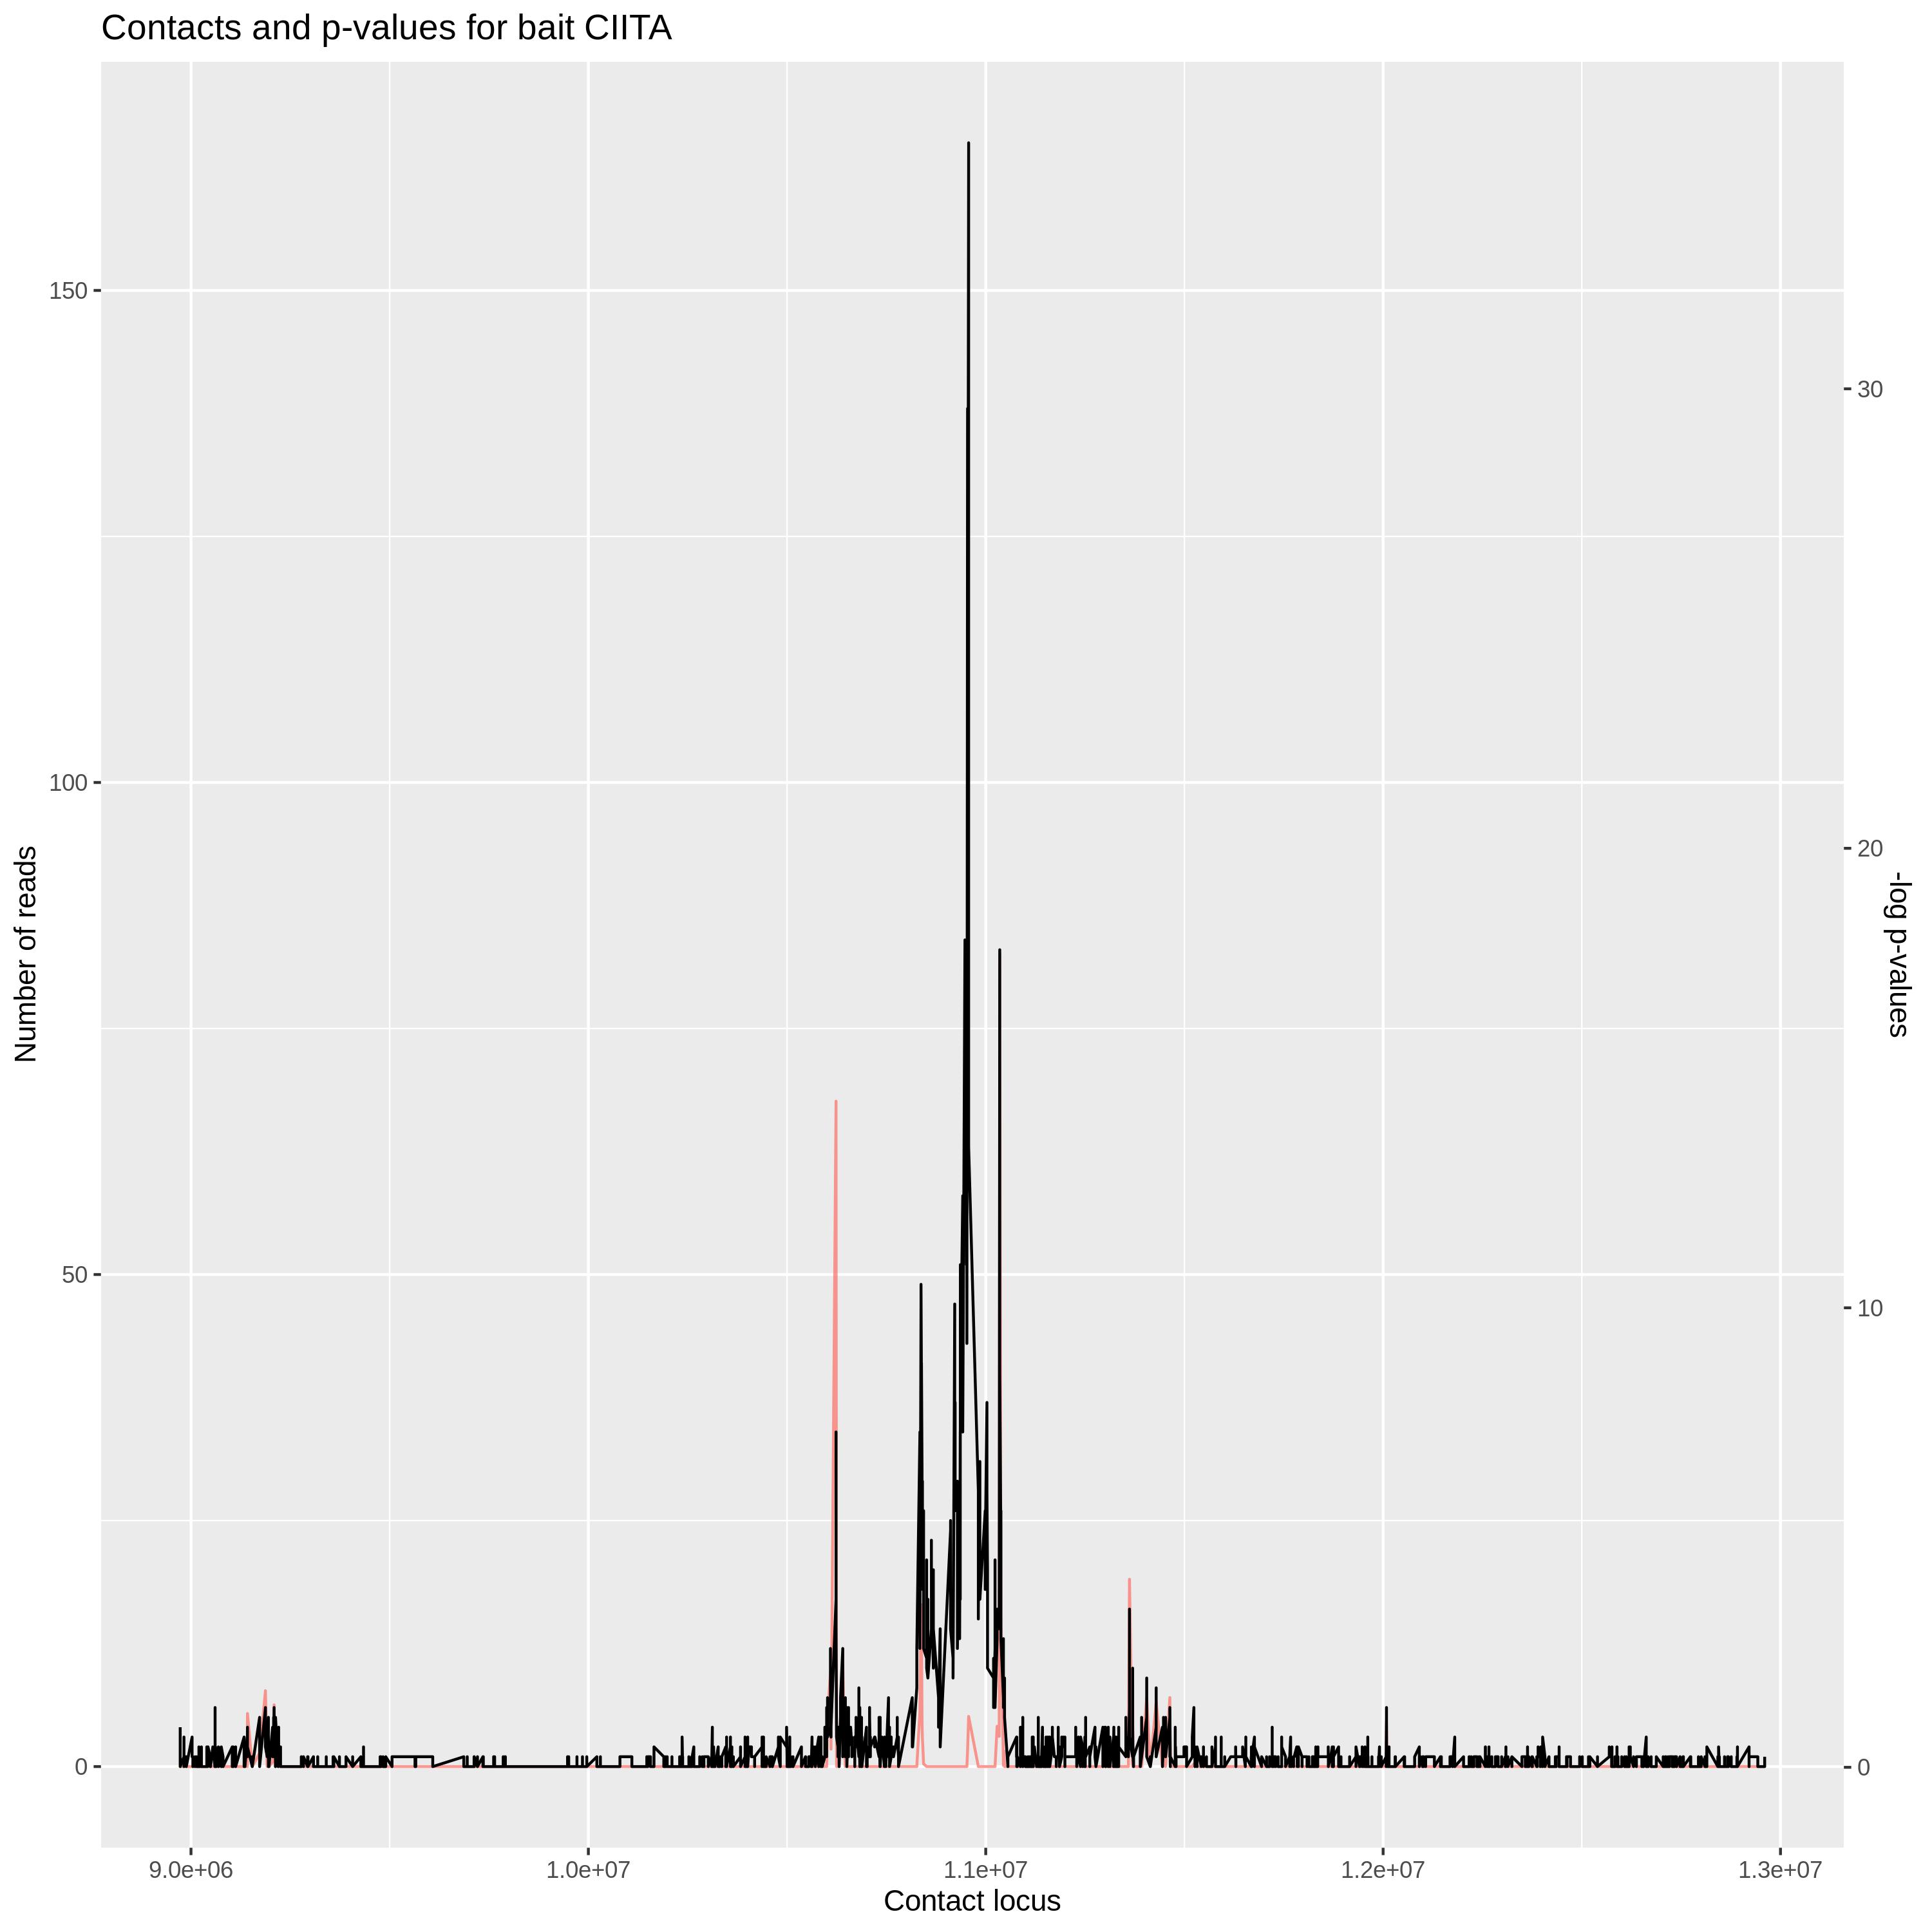 Contacts and p-values for bait CIITA
150
100
50
0
Number of reads
30
20
10
0
-log p-values
9.0e+06
1.0e+07
1.1e+07
1.2e+07
1.3e+07
Contact locus